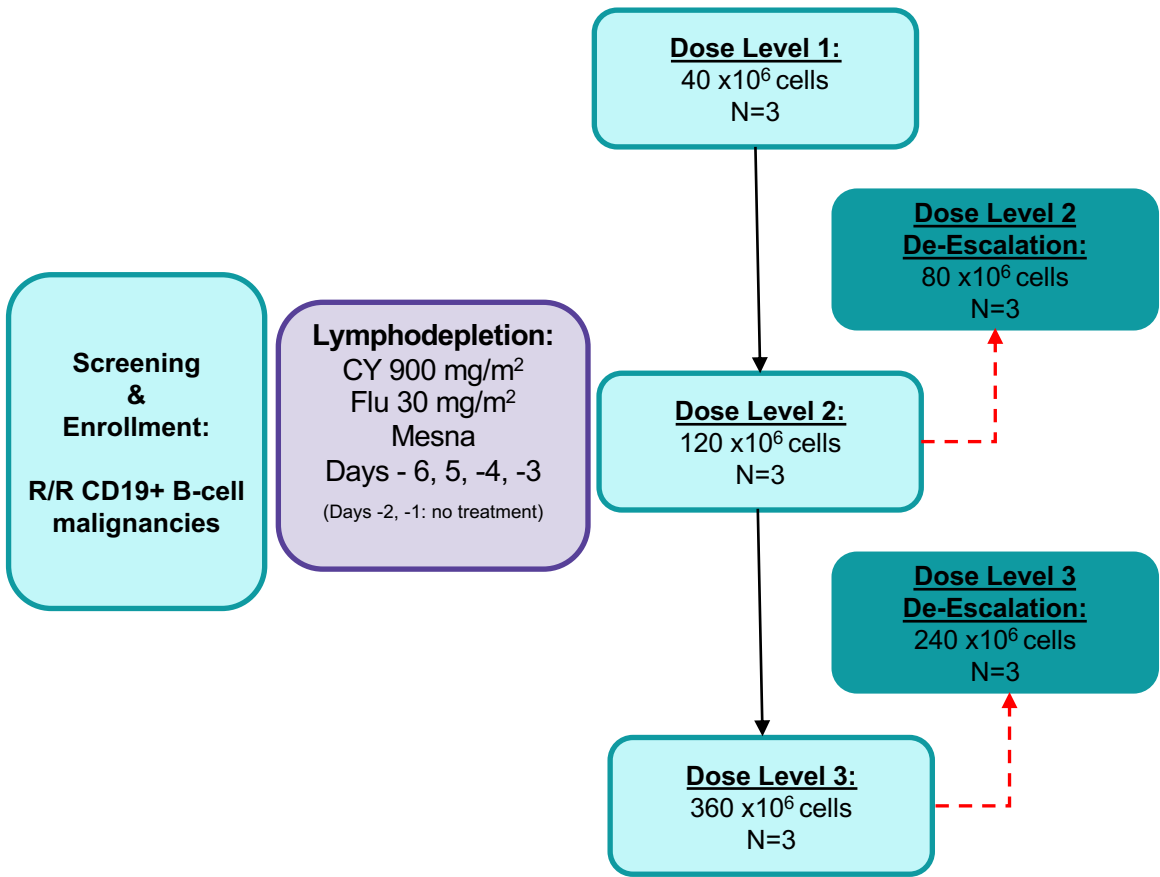 Screening
&
Enrollment:
R/R CD19+ B-cell
malignancies
Lymphodepletion:
CY 900 mg/m²
Flu 30 mg/m²
Mesna
Days - 6, 5, -4, -3
(Days -2, -1: no treatment)
Dose Level 1:
40 x10⁶ cells
N=3
Dose Level 2
De-Escalation:
80 x10⁶ cells
N=3
Dose Level 2:
120 x10⁶ cells
N=3
Dose Level 3
De-Escalation:
240 x10⁶ cells
N=3
Dose Level 3:
360 x10⁶ cells
N=3